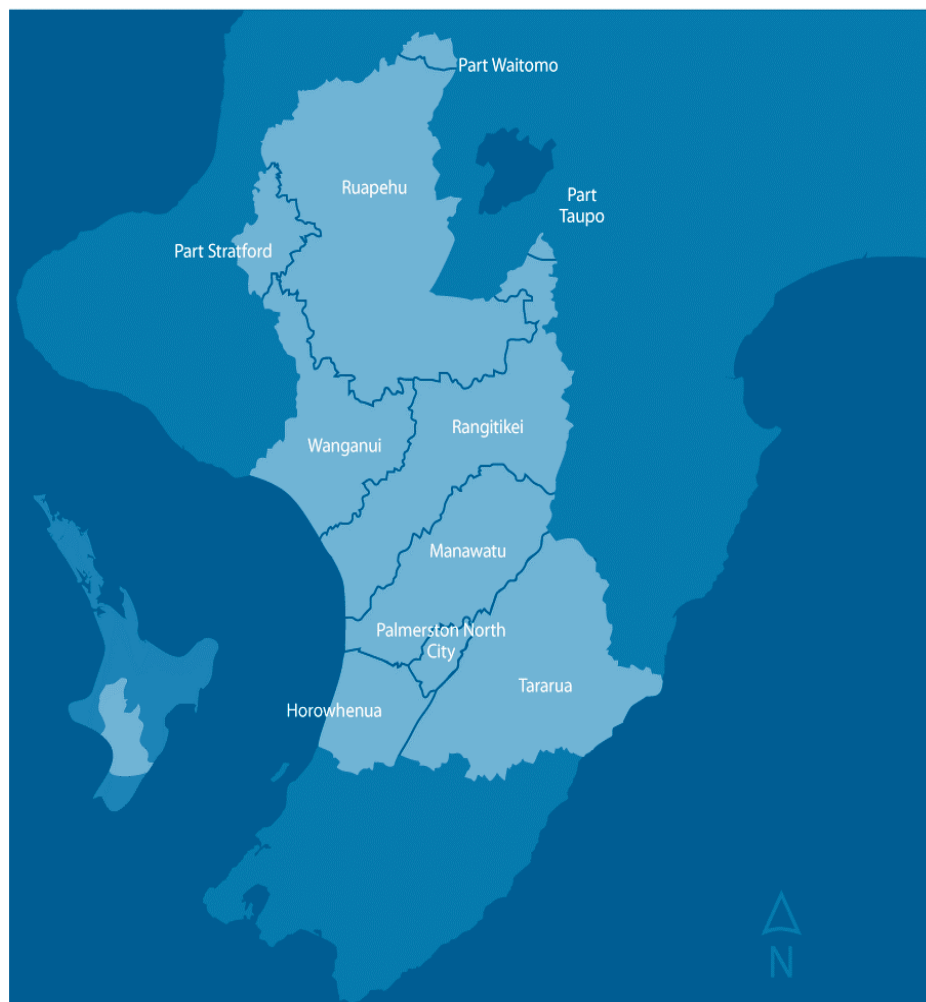 Part Waitomo
Ruapehu
Part
Taupo
Part Stratford
Rangitikei
Wanganui
Manawatu
Palmerston North
City
Tararua
Horowhenua
N